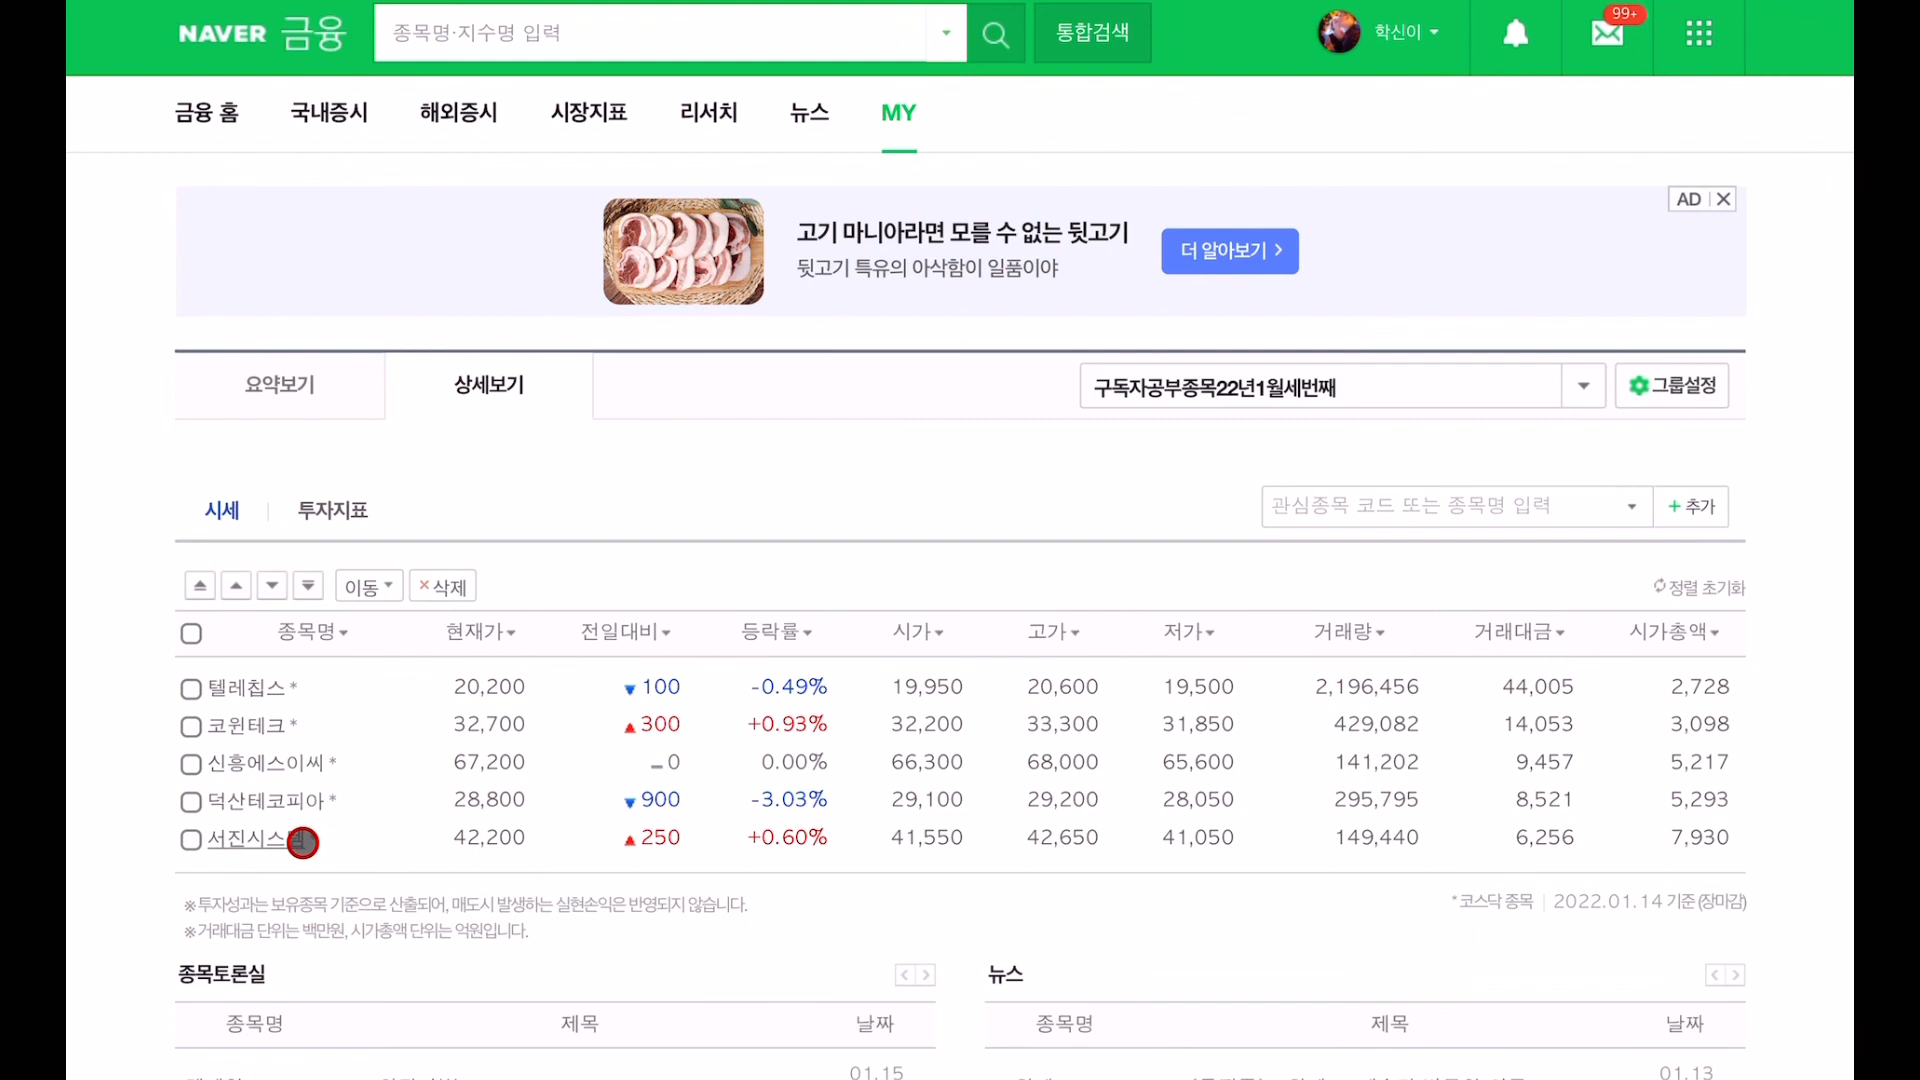 NAVER 금융
종목명·지수명 입력
통합검색
학신이
99+
금융 홈 국내증시 해외증시 시장지표 리서치 뉴스 MY
AD
고기 마니아라면 모를 수 없는 뒷고기
뒷고기 특유의 아삭함이 일품이야
더 알아보기
요약보기 상세보기 구독자공부종목22년1월세번째 그룹설정
시세 투자지표 관심종목 코드 또는 종목명 입력 + 추가
이동 ×삭제 정렬 초기화
종목명 현재가 전일대비 등락률 시가 고가 저가 거래량 거래대금 시가총액
텔레칩스 * 20,200 ▼100 -0.49% 19,950 20,600 19,500 2,196,456 44,005 2,728
코윈테크 * 32,700 ▲300 +0.93% 32,200 33,300 31,850 429,082 14,053 3,098
신흥에스이씨 * 67,200 0 0.00% 66,300 68,000 65,600 141,202 9,457 5,217
덕산테코피아 * 28,800 ▼900 -3.03% 29,100 29,200 28,050 295,795 8,521 5,293
서진시스템 42,200 ▲250 +0.60% 41,550 42,650 41,050 149,440 6,256 7,930
※ 투자성과는 보유종목 기준으로 산출되어, 매도시 발생하는 실현손익은 반영되지 않습니다.
* 코스닥 종목 | 2022.01.14 기준 (장마감)
※ 거래대금 단위는 백만원, 시가총액 단위는 억원입니다.
종목토론실 뉴스
종목명 제목 날짜 종목명 제목 날짜
01.15 01.13